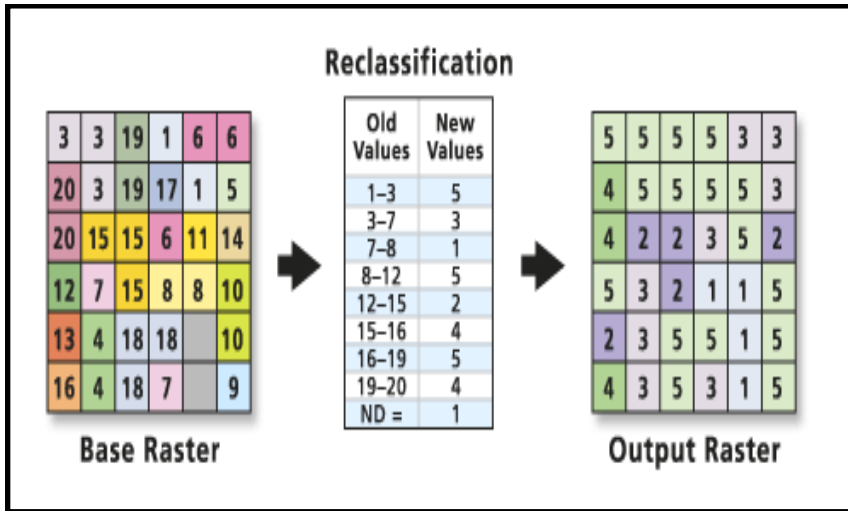 Reclassification
3 3 19 1 6 6
20 3 19 17 1 5
20 15 15 6 11 14
12 7 15 8 8 10
13 4 18 18 10
16 4 18 7 9
Base Raster
Old Values New Values
1–3 5
3–7 3
7–8 1
8–12 5
12–15 2
15–16 4
16–19 5
19–20 4
ND = 1
5 5 5 5 3 3
4 5 5 5 5 3
4 2 2 3 5 2
5 3 2 1 1 5
2 3 5 5 1 5
4 3 5 3 1 5
Output Raster